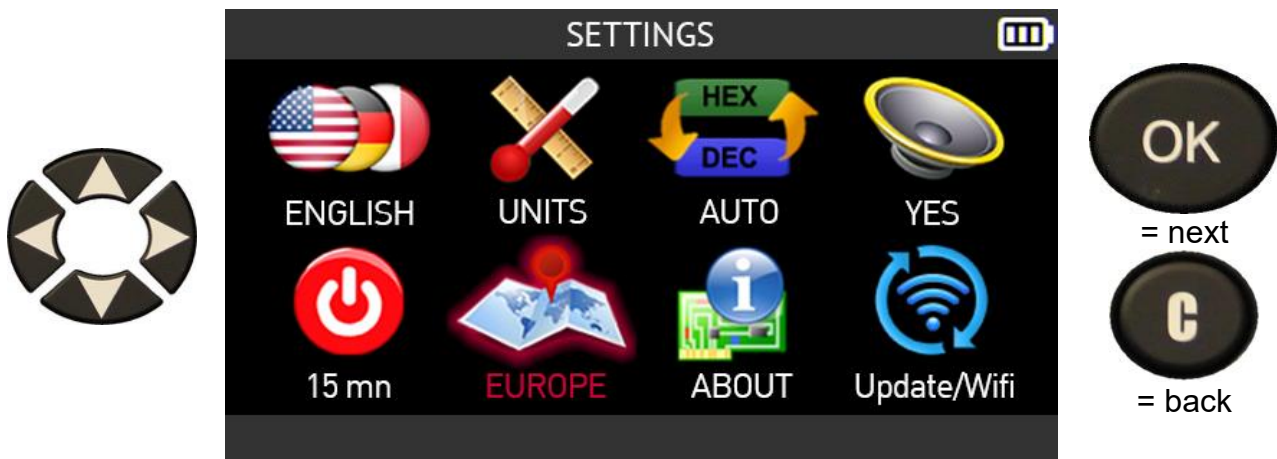 SETTINGS
HEX
DEC
ENGLISH
UNITS
AUTO
YES
OK
= next
i
15 mn
EUROPE
ABOUT
Update/Wifi
C
= back